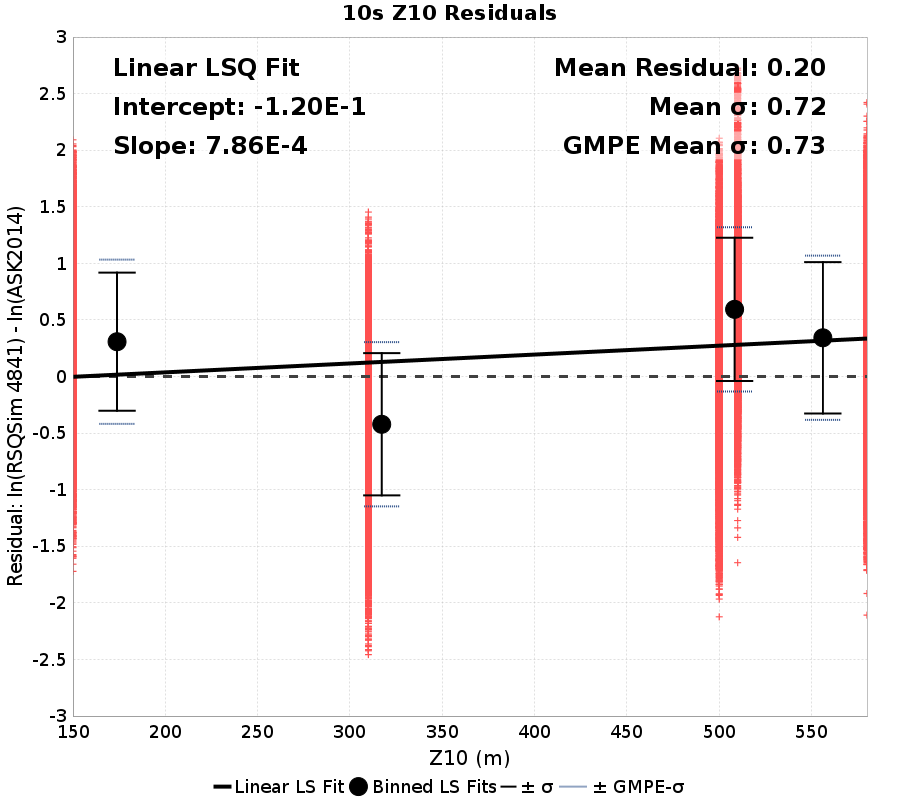 10s Z10 Residuals
Linear LSQ Fit
Intercept: -1.20E-1
Slope: 7.86E-4
Mean Residual: 0.20
Mean σ: 0.72
GMPE Mean σ: 0.73
Residual: ln(RSQSim 4841) - ln(ASK2014)
3
2.5
2
1.5
1
0.5
0
-0.5
-1
-1.5
-2
-2.5
-3
150 200 250 300 350 400 450 500 550
Z10 (m)
Linear LS Fit Binned LS Fits ± σ ± GMPE-σ